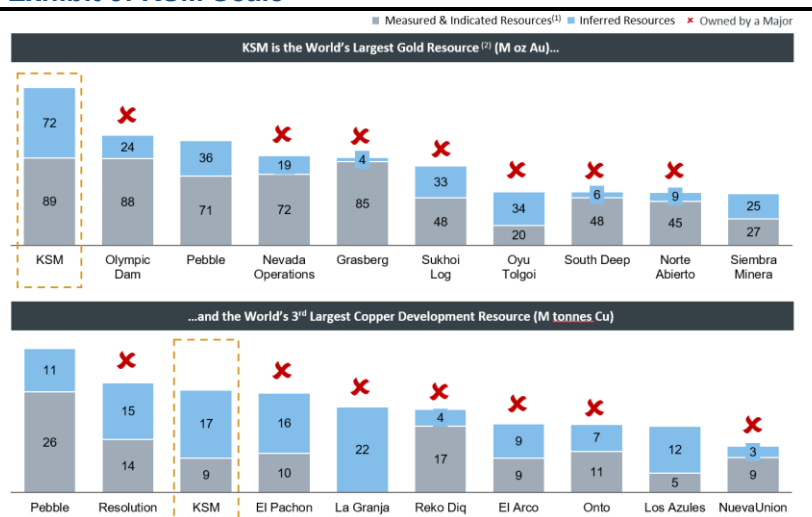 Exhibit of KSM Scale
Measured & Indicated Resources(1) Inferred Resources Owned by a Major
KSM is the World's Largest Gold Resource (2) (M oz Au)…
72 24 36 19 4 33 34 6 9 25
89 88 71 72 85 48 20 48 45 27
KSM Olympic Dam Pebble Nevada Operations Grasberg Sukhoi Log Oyu Tolgoi South Deep Norte Abierto Siembra Minera
…and the World's 3rd Largest Copper Development Resource (M tonnes Cu)
11 15 17 16 22 4 9 7 12 3
26 14 9 10 17 9 11 5 9
Pebble Resolution KSM El Pachon La Granja Reko Diq El Arco Onto Los Azules NuevaUnion